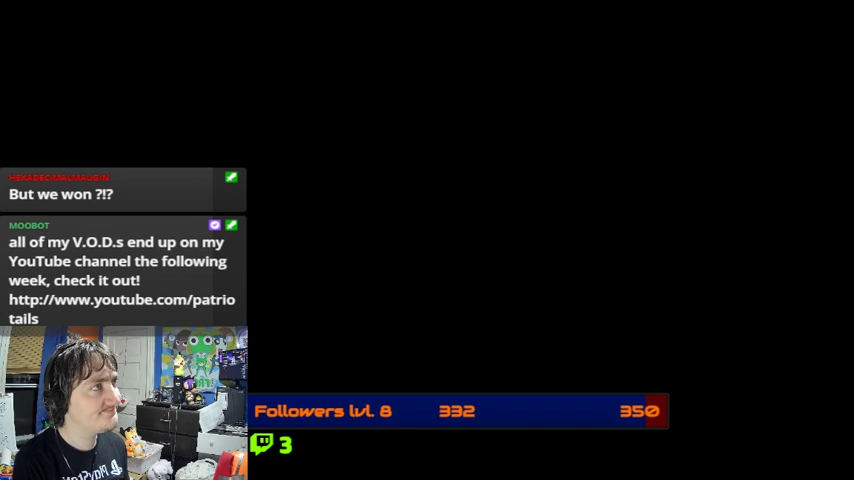 HEXADECIMALMAUBIN
But we won ?!?
MOOBOT
all of my V.O.D.s end up on my
YouTube channel the following
week, check it out!
http://www.youtube.com/patrio
tails
Followers lvl. 8 332 350
3